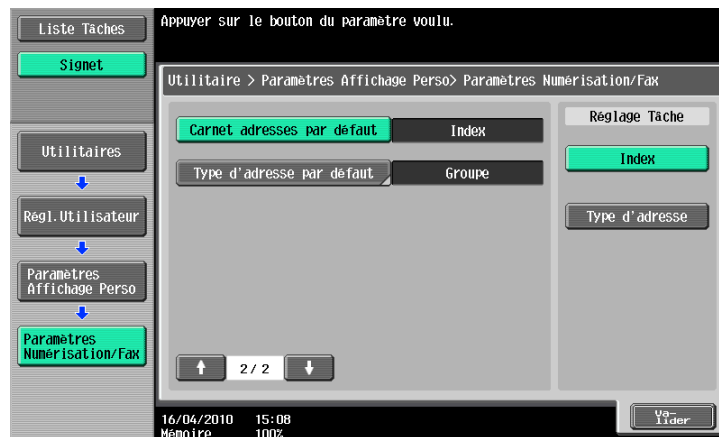 Liste Tâches
Appuyer sur le bouton du paramètre voulu.
Signet
Utilitaire > Paramètres Affichage Perso> Paramètres Numérisation/Fax
Carnet adresses par défaut
Index
Réglage Tâche
Utilitaires
Index
Type d'adresse par défaut
Groupe
Régl.Utilisateur
Type d'adresse
Paramètres
Affichage Perso
Paramètres
Numérisation/Fax
2/ 2
16/04/2010 15:08
Mémoire 100%
Va-
lider